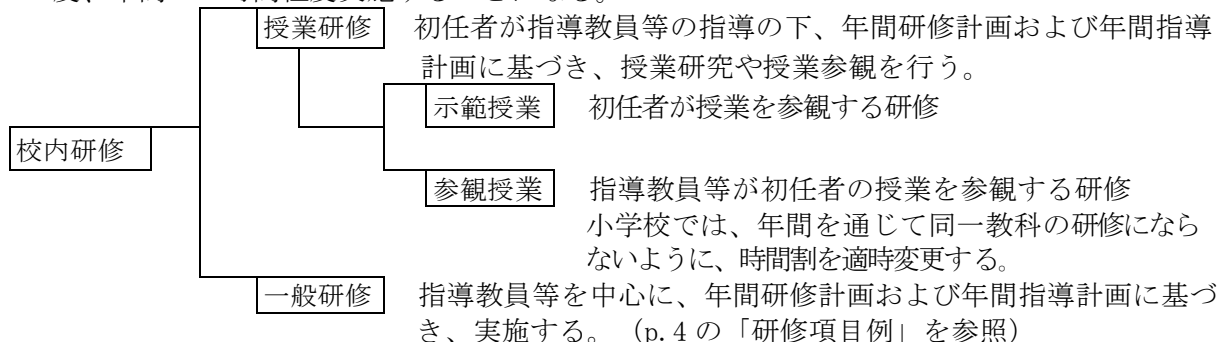 授業研修 初任者が指導教員等の指導の下、年間研修計画および年間指導
計画に基づき、授業研究や授業参観を行う。
示範授業 初任者が授業を参観する研修
校内研修
参観授業 指導教員等が初任者の授業を参観する研修
小学校では、年間を通じて同一教科の研修になら
ないように、時間割を適時変更する。
一般研修 指導教員等を中心に、年間研修計画および年間指導計画に基づ
き、実施する。 (p.4 の「研修項目例」を参照)